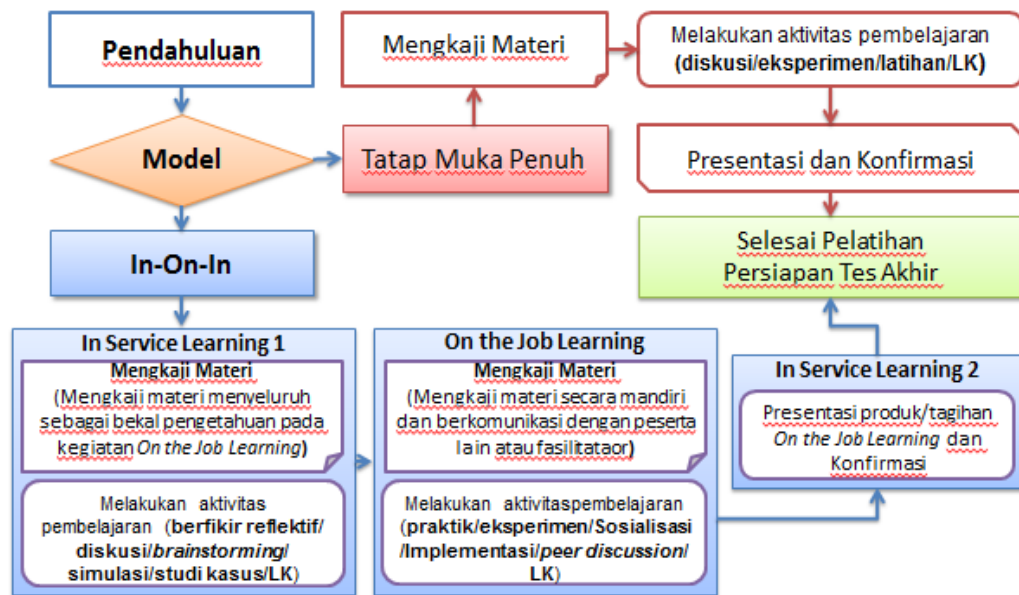 Pendahuluan
Model
Tatap Muka Penuh
Mengkaji Materi
Melakukan aktivitas pembelajaran
(diskusi/eksperimen/latihan/LK)
Presentasi dan Konfirmasi
Selesai Pelatihan
Persiapan Tes Akhir
In-On-In
In Service Learning 1
Mengkaji Materi
(Mengkaji materi menyeluruh
sebagai bekal pengetahuan pada
kegiatan On the Job Learning)
Melakukan aktivitas
pembelajaran (berfikir reflektif/
diskusi/brainstorming/
simulasi/studi kasus/LK)
On the Job Learning
Mengkaji Materi
(Mengkaji materi secara mandiri
dan berkomunikasi dengan peserta
lain atau fasilitataor)
Melakukan aktivitaspembelajaran
(praktik/eksperimen/Sosialisasi
/Implementasi/peer discussion/
LK)
In Service Learning 2
Presentasi produk/tagihan
On the Job Learning dan
Konfirmasi